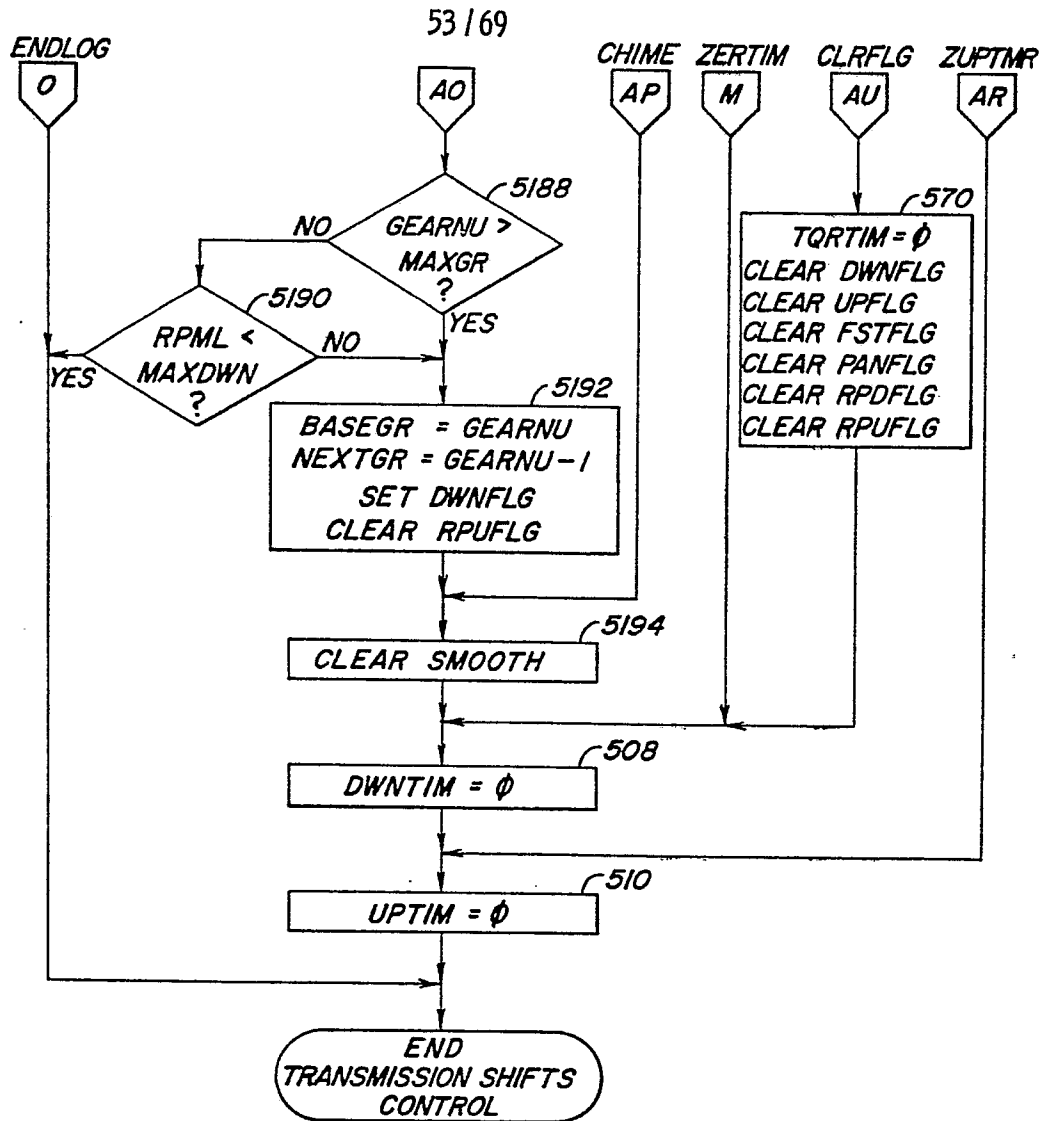 53/69
ENDLOG
O
AO
CHIME
AP
ZERTIM
M
CLRFLG
AU
ZUPTMR
AR
5188
GEARNU >
MAXGR
?
NO
YES
5190
RPML <
MAXDWN
?
NO
YES
570
TQRTIM = ϕ
CLEAR DWNFLG
CLEAR UPFLG
CLEAR FSTFLG
CLEAR PANFLG
CLEAR RPDFLG
CLEAR RPUFLG
5192
BASEGR = GEARNU
NEXTGR = GEARNU-1
SET DWNFLG
CLEAR RPUFLG
5194
CLEAR SMOOTH
508
DWNTIM = ϕ
510
UPTIM = ϕ
END
TRANSMISSION SHIFTS
CONTROL